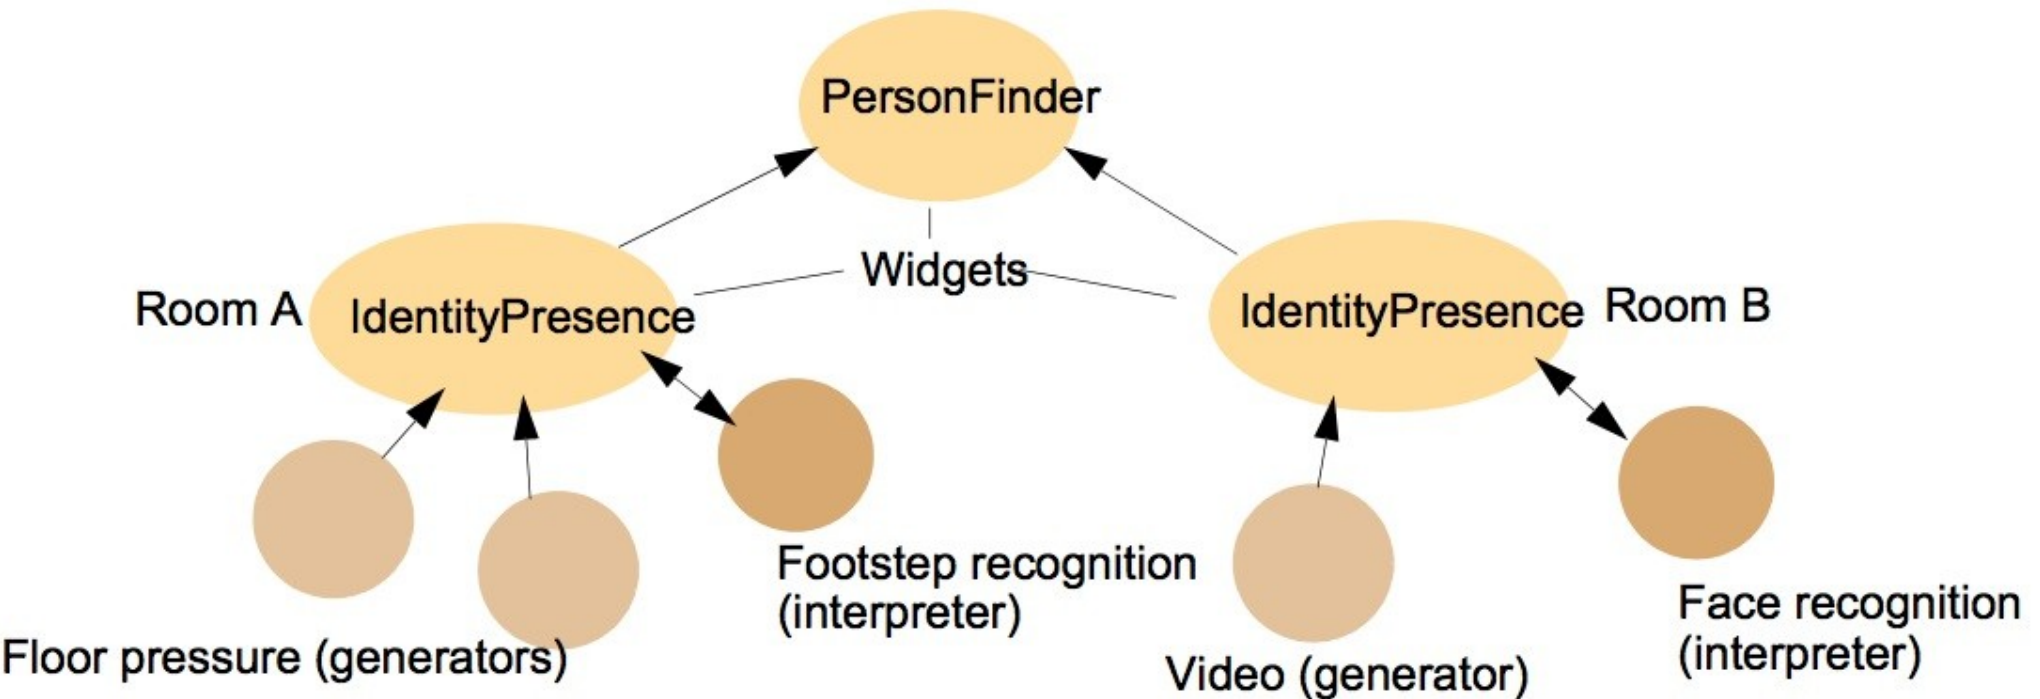 PersonFinder
Widgets
Room A
IdentityPresence
IdentityPresence
Room B
Footstep recognition
(interpreter)
Floor pressure (generators)
Video (generator)
Face recognition
(interpreter)